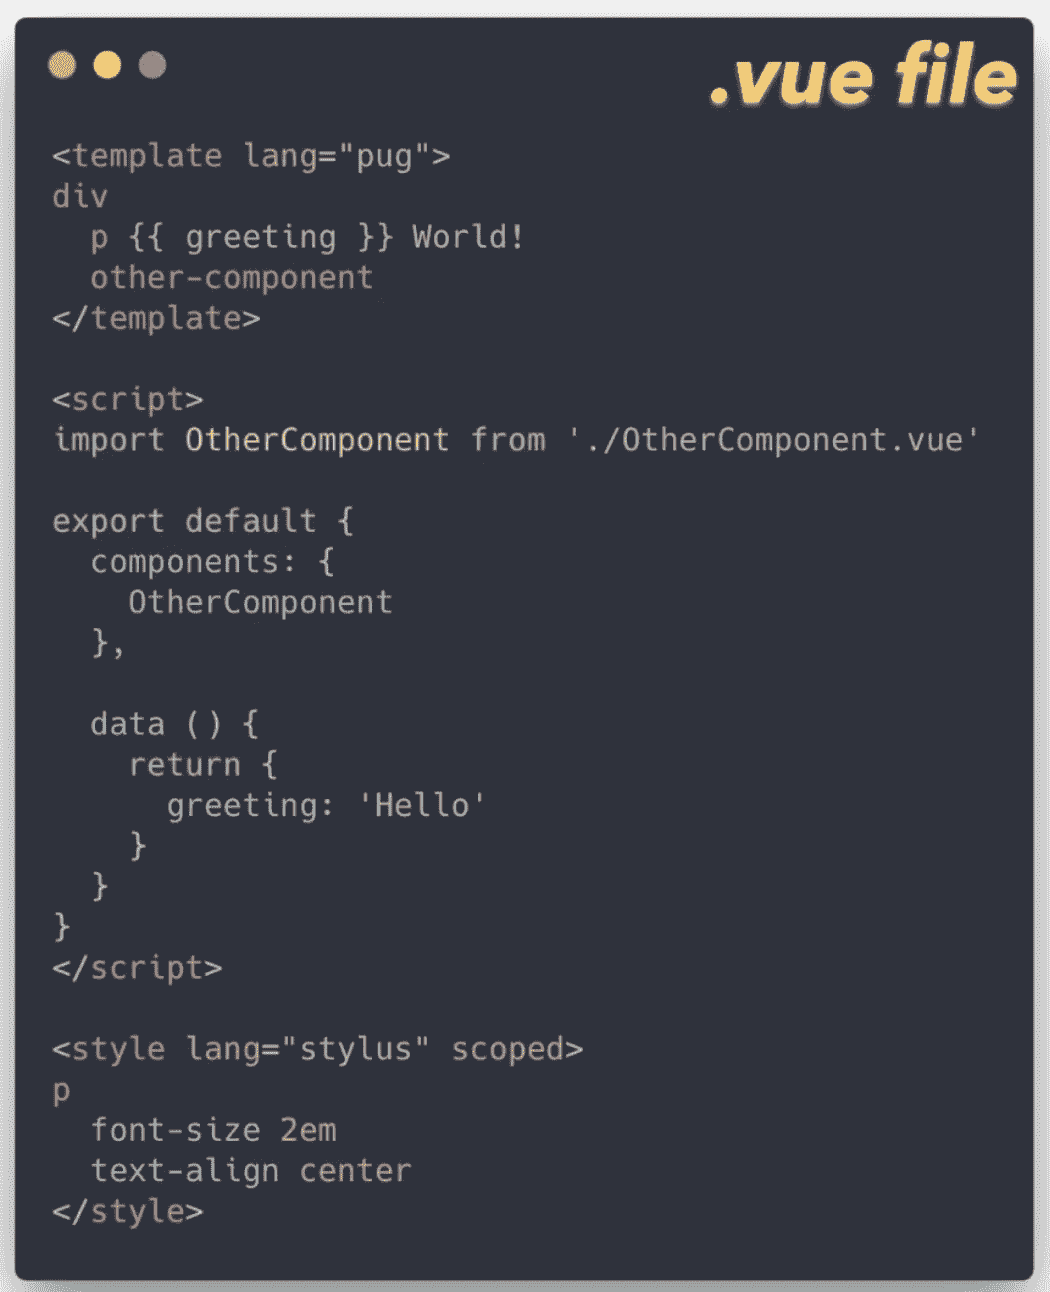 .vue file
<template lang="pug">
div
  p {{ greeting }} World!
  other-component
</template>

<script>
import OtherComponent from './OtherComponent.vue'

export default {
  components: {
    OtherComponent
  },

  data () {
    return {
      greeting: 'Hello'
    }
  }
}
</script>

<style lang="stylus" scoped>
p
  font-size 2em
  text-align center
</style>